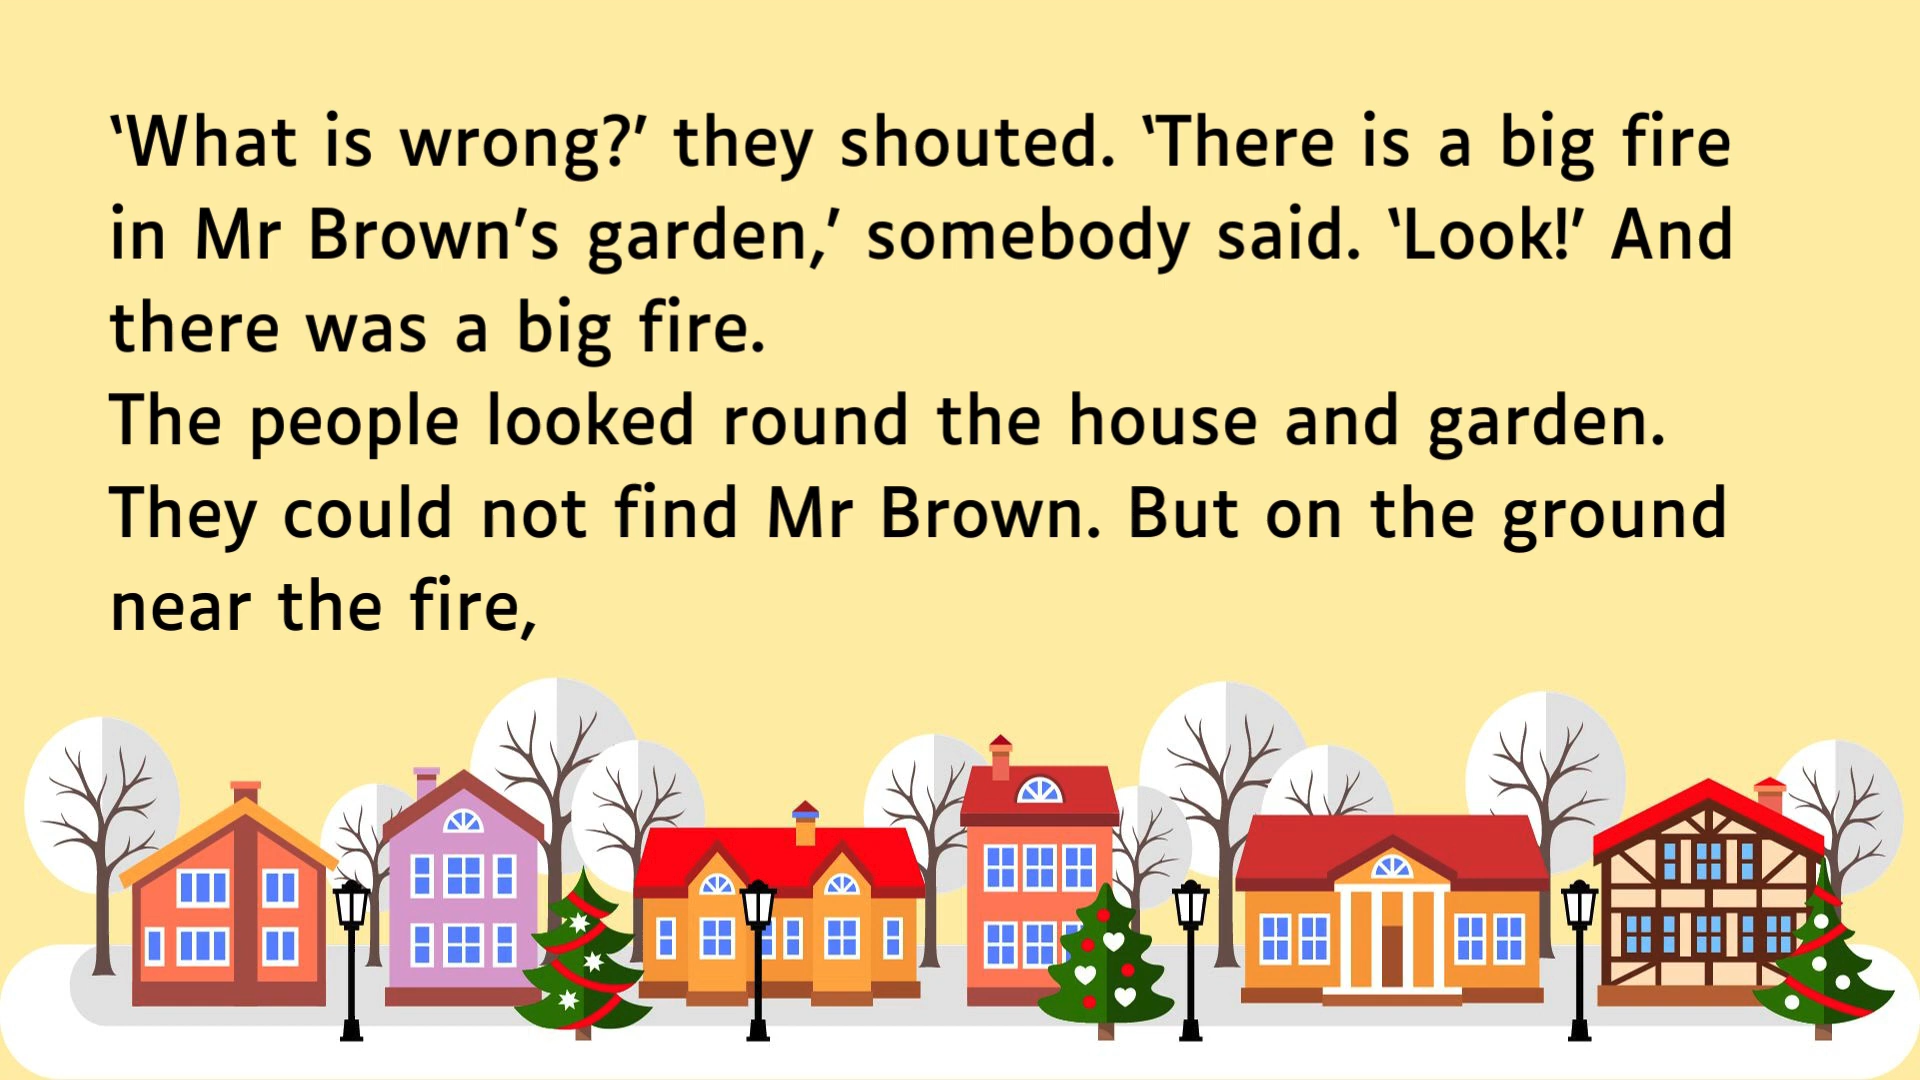 ‘What is wrong?’ they shouted. ‘There is a big fire
in Mr Brown’s garden,’ somebody said. ‘Look!’ And
there was a big fire.
The people looked round the house and garden.
They could not find Mr Brown. But on the ground
near the fire,